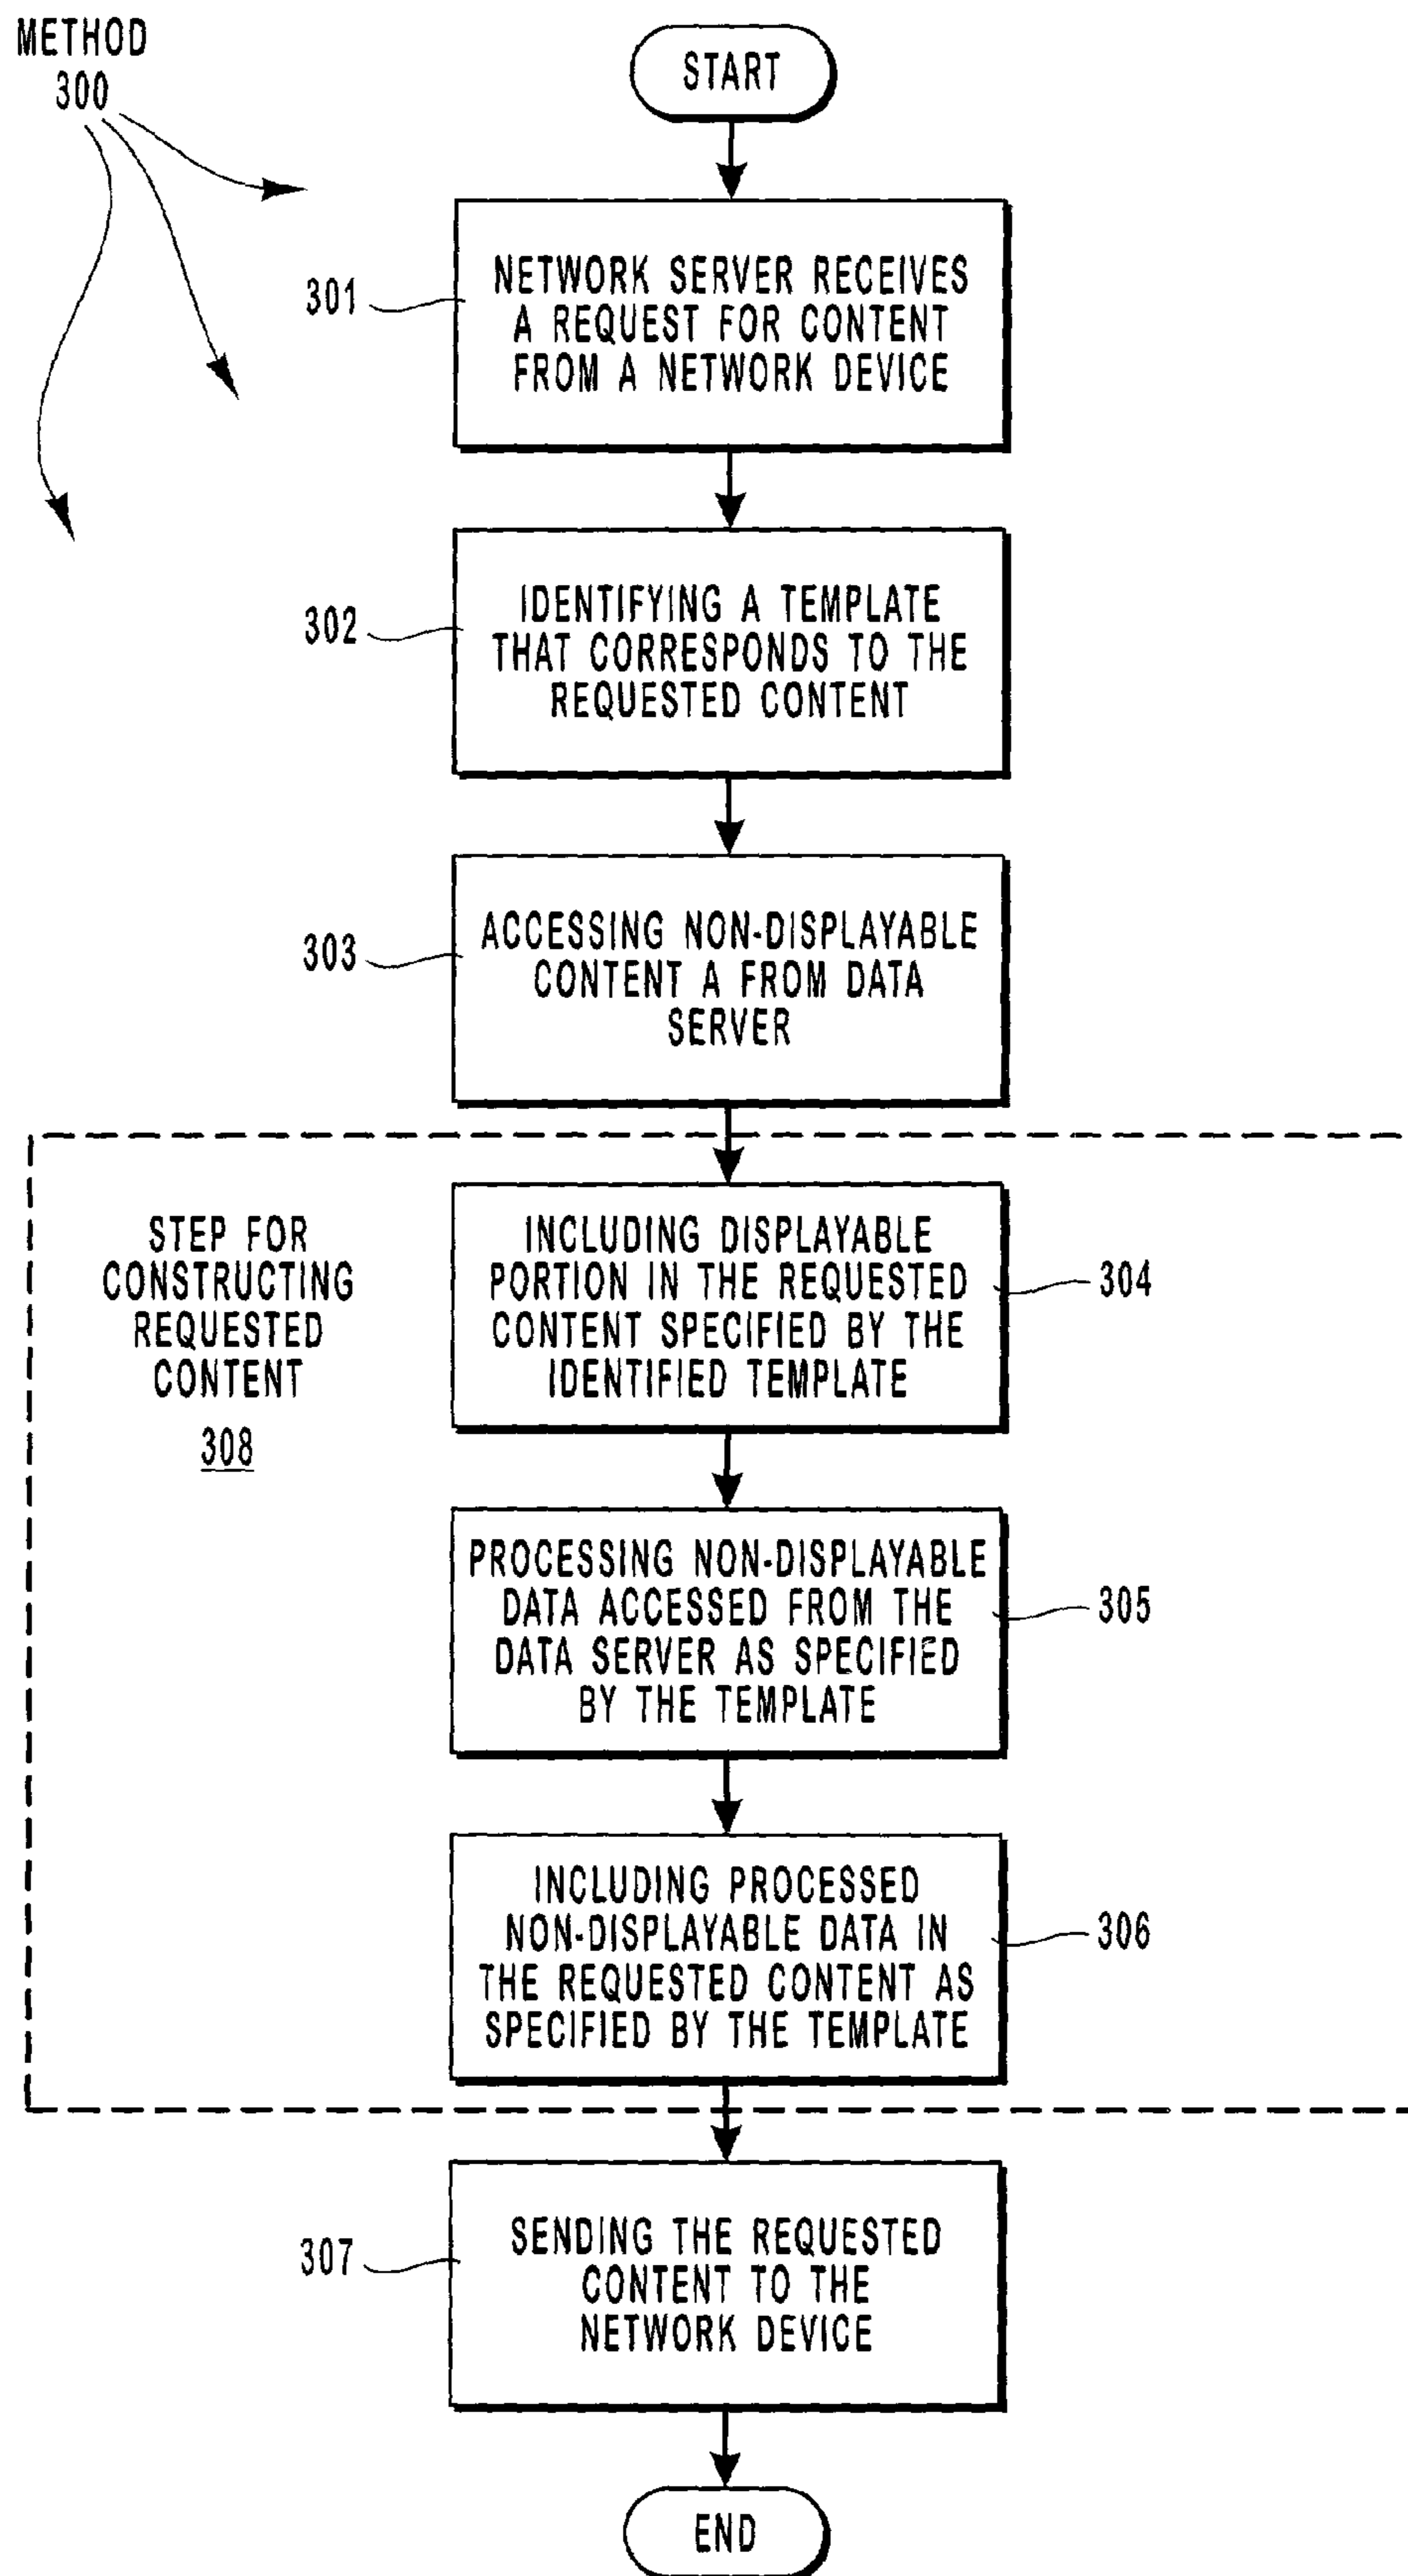 METHOD
300
START
301
NETWORK SERVER RECEIVES
A REQUEST FOR CONTENT
FROM A NETWORK DEVICE
302
IDENTIFYING A TEMPLATE
THAT CORRESPONDS TO THE
REQUESTED CONTENT
303
ACCESSING NON-DISPLAYABLE
CONTENT A FROM DATA
SERVER
STEP FOR
CONSTRUCTING
REQUESTED
CONTENT
308
INCLUDING DISPLAYABLE
PORTION IN THE REQUESTED
CONTENT SPECIFIED BY THE
IDENTIFIED TEMPLATE
304
PROCESSING NON-DISPLAYABLE
DATA ACCESSED FROM THE
DATA SERVER AS SPECIFIED
BY THE TEMPLATE
305
INCLUDING PROCESSED
NON-DISPLAYABLE DATA IN
THE REQUESTED CONTENT AS
SPECIFIED BY THE TEMPLATE
306
307
SENDING THE REQUESTED
CONTENT TO THE
NETWORK DEVICE
END